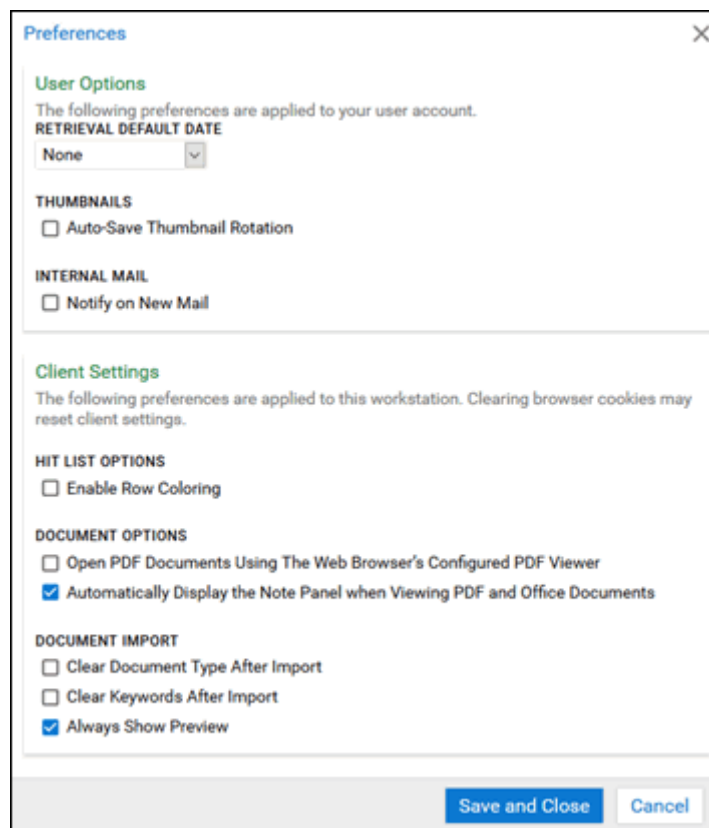 Preferences
User Options
The following preferences are applied to your user account.
RETRIEVAL DEFAULT DATE
None
THUMBNAILS
Auto-Save Thumbnail Rotation
INTERNAL MAIL
Notify on New Mail
Client Settings
The following preferences are applied to this workstation. Clearing browser cookies may
reset client settings.
HIT LIST OPTIONS
Enable Row Coloring
DOCUMENT OPTIONS
Open PDF Documents Using The Web Browser's Configured PDF Viewer
Automatically Display the Note Panel when Viewing PDF and Office Documents
DOCUMENT IMPORT
Clear Document Type After Import
Clear Keywords After Import
Always Show Preview
Save and Close Cancel